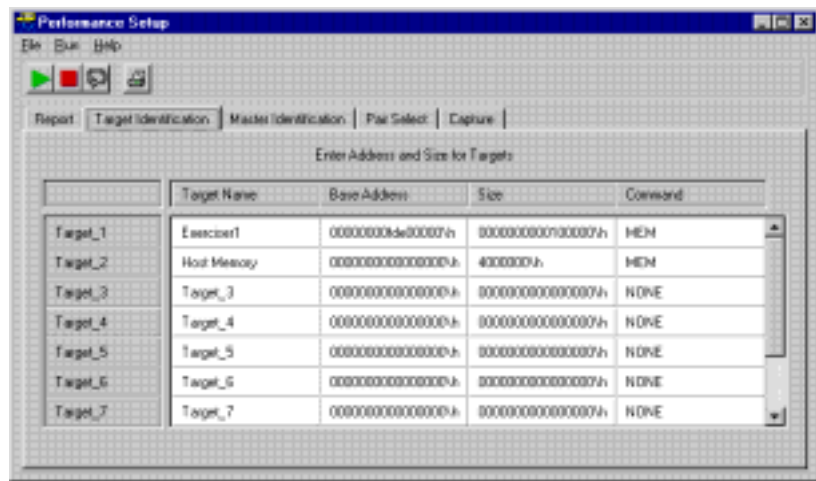 Performance Setup
File Run Help
Report Target Identification Master Identification Pair Select Capture
Enter Address and Size for Targets
Target Name Base Address Size Command
Target_1 Exerciser1 00000000fde00000\h 0000000000100000\h MEM
Target_2 Host Memory 0000000000000000\h 4000000\h MEM
Target_3 Target_3 0000000000000000\h 0000000000000000\h NONE
Target_4 Target_4 0000000000000000\h 0000000000000000\h NONE
Target_5 Target_5 0000000000000000\h 0000000000000000\h NONE
Target_6 Target_6 0000000000000000\h 0000000000000000\h NONE
Target_7 Target_7 0000000000000000\h 0000000000000000\h NONE